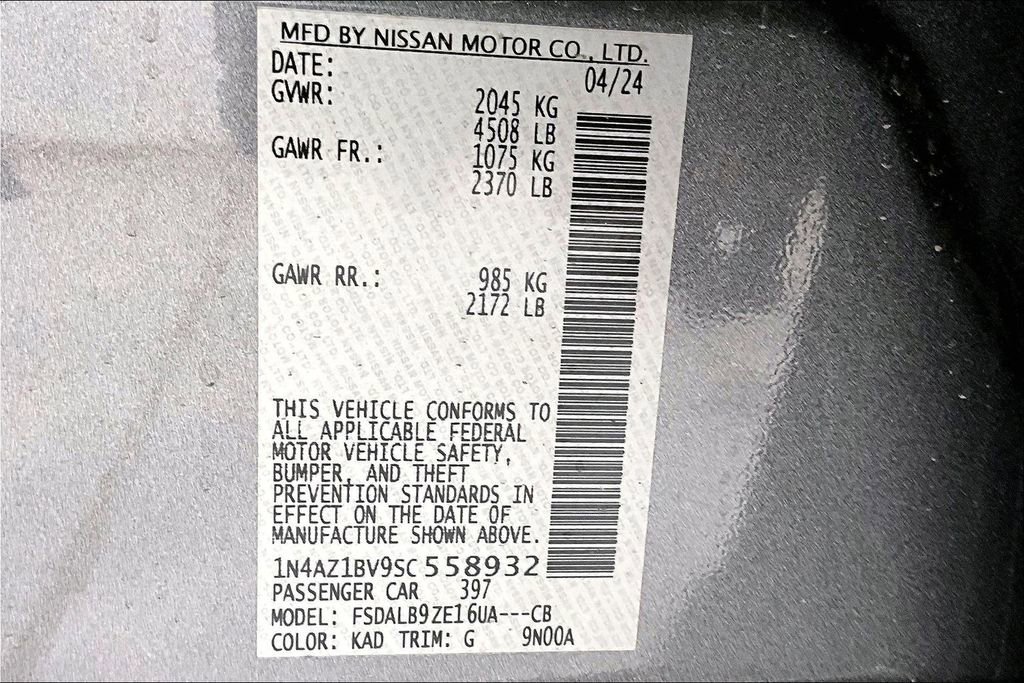 MFD BY NISSAN MOTOR CO., LTD.
DATE: 04/24
GVWR: 2045 KG
4508 LB
GAWR FR.: 1075 KG
2370 LB
GAWR RR.: 985 KG
2172 LB
THIS VEHICLE CONFORMS TO
ALL APPLICABLE FEDERAL
MOTOR VEHICLE SAFETY,
BUMPER, AND THEFT
PREVENTION STANDARDS IN
EFFECT ON THE DATE OF
MANUFACTURE SHOWN ABOVE.
1N4AZ1BV9SC558932
PASSENGER CAR 397
MODEL: FSDALB9ZE16UA---CB
COLOR: KAD TRIM: G 9N00A